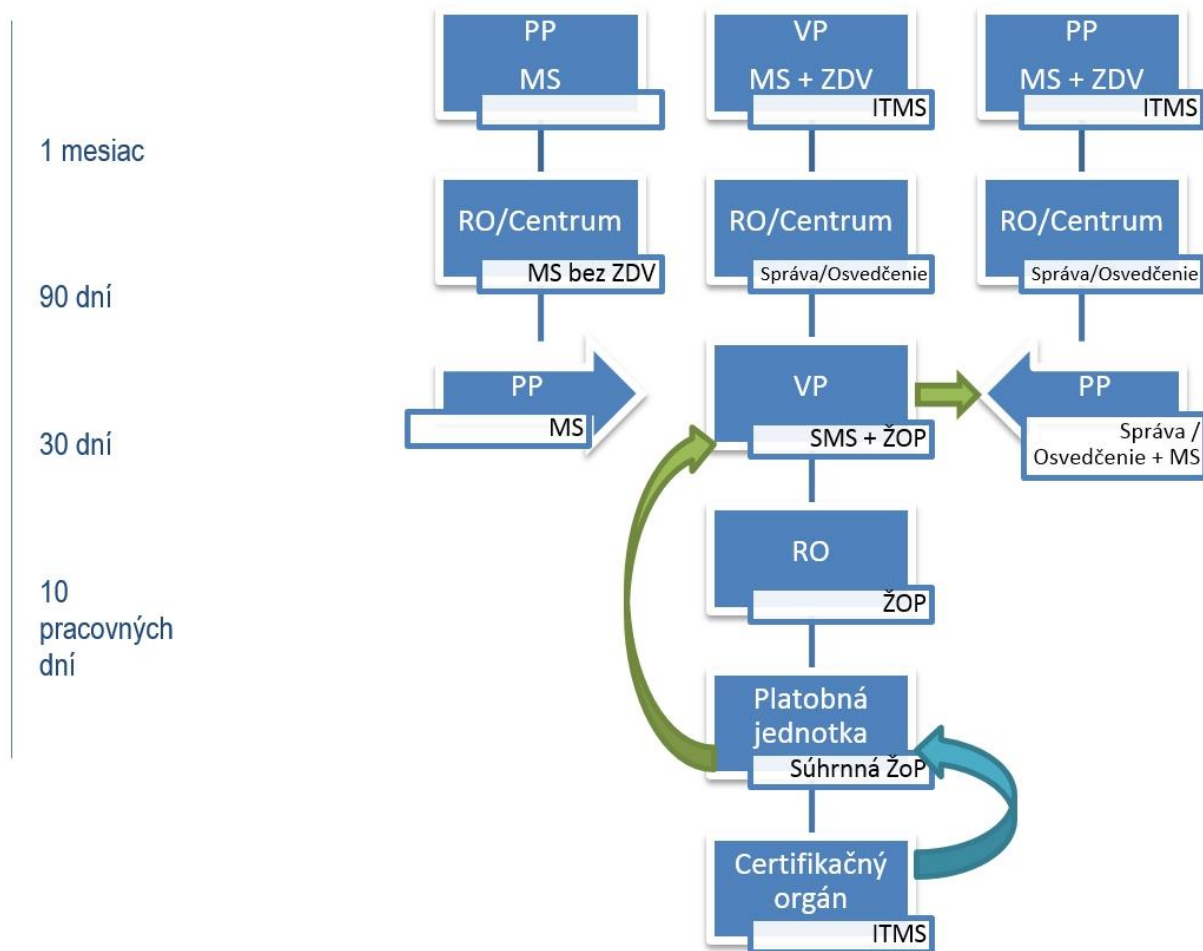 PP
MS
VP
MS + ZDV
ITMS
PP
MS + ZDV
ITMS
1 mesiac
RO/Centrum
MS bez ZDV
RO/Centrum
Správa/Osvedčenie
RO/Centrum
Správa/Osvedčenie
90 dní
PP
MS
VP
SMS + ŽOP
PP
Správa /
Osvedčenie + MS
30 dní
RO
ŽOP
10
pracovných
dní
Platobná
jednotka
Súhrnná ŽoP
Certifikačný
orgán
ITMS